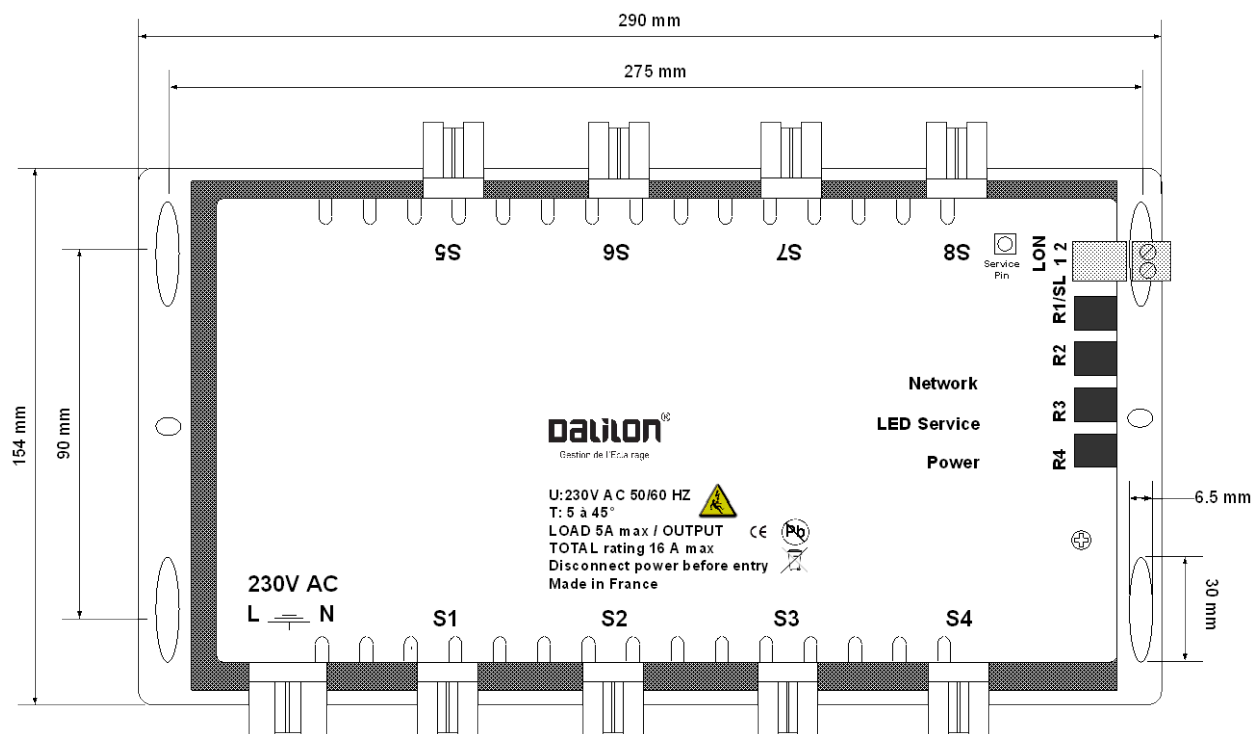 290 mm
275 mm
S5 S6 S7 S8
Service
Pin
LON
1 2
R1/SL
R2
R3
R4
154 mm
90 mm
Network
LED Service
Power
Dalilon®
Gestion de l'Ec.a rage
U:230V AC 50/60 HZ
T: 5 à 45°
LOAD 5A max / OUTPUT
CE
Pb
TOTAL rating 16 A max
Disconnect power before entry
Made in France
6.5 mm
30 mm
230V AC
L N
S1 S2 S3 S4